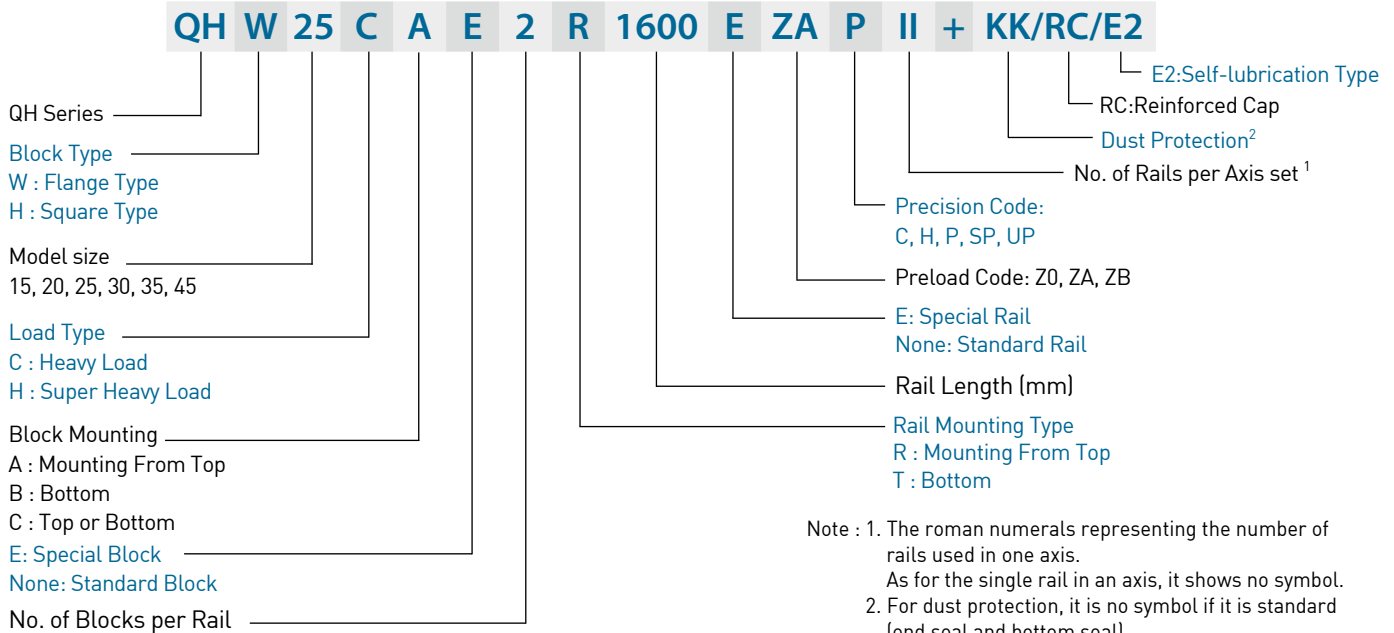 QH W 25 C A E 2 R 1600 E ZA P II + KK/RC/E2
QH Series
Block Type
W : Flange Type
H : Square Type
Model size
15, 20, 25, 30, 35, 45
Load Type
C : Heavy Load
H : Super Heavy Load
Block Mounting
A : Mounting From Top
B : Bottom
C : Top or Bottom
E: Special Block
None: Standard Block
No. of Blocks per Rail
E2:Self-lubrication Type
RC:Reinforced Cap
Dust Protection2
No. of Rails per Axis set 1
Precision Code:
C, H, P, SP, UP
Preload Code: Z0, ZA, ZB
E: Special Rail
None: Standard Rail
Rail Length (mm)
Rail Mounting Type
R : Mounting From Top
T : Bottom
Note : 1. The roman numerals representing the number of
rails used in one axis.
As for the single rail in an axis, it shows no symbol.
2. For dust protection, it is no symbol if it is standard
(end seal and bottom seal)